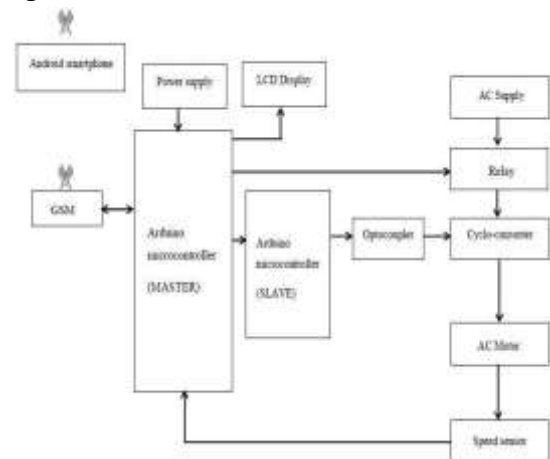 Android smartphone
Power supply
LCD Display
AC Supply
Relay
GSM
Arduino
microcontroller
(MASTER)
Arduino
microcontroller
(SLAVE)
Optocoupler
Cyclo-converter
AC Motor
Speed sensor